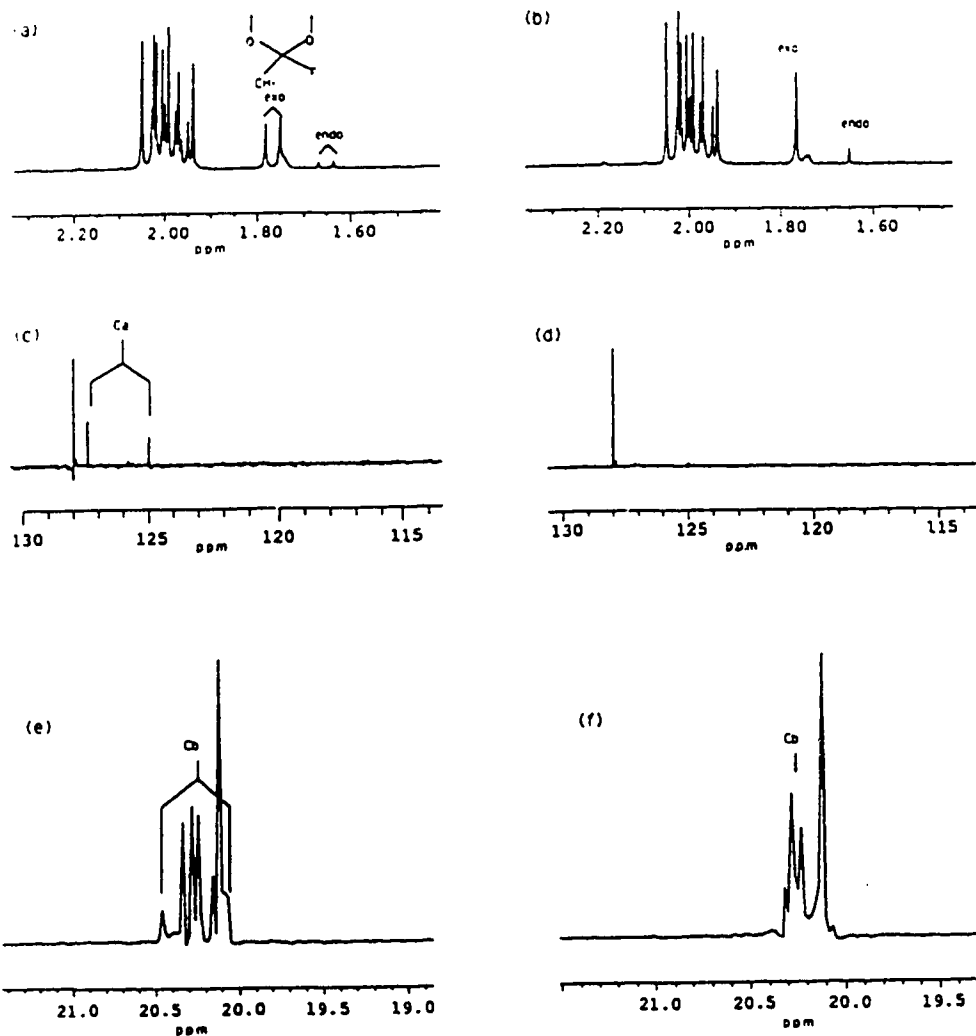 a)
O O
CH
exo
endo
2.20 2.00 1.80 1.60
ppm
(b)
exo
endo
2.20 2.00 1.80 1.60
ppm
(c)
Ca
130 125 120 115
ppm
(d)
130 125 120 115
ppm
(e)
Cb
21.0 20.5 20.0 19.5 19.0
ppm
(f)
Cb
21.0 20.5 20.0 19.5
ppm